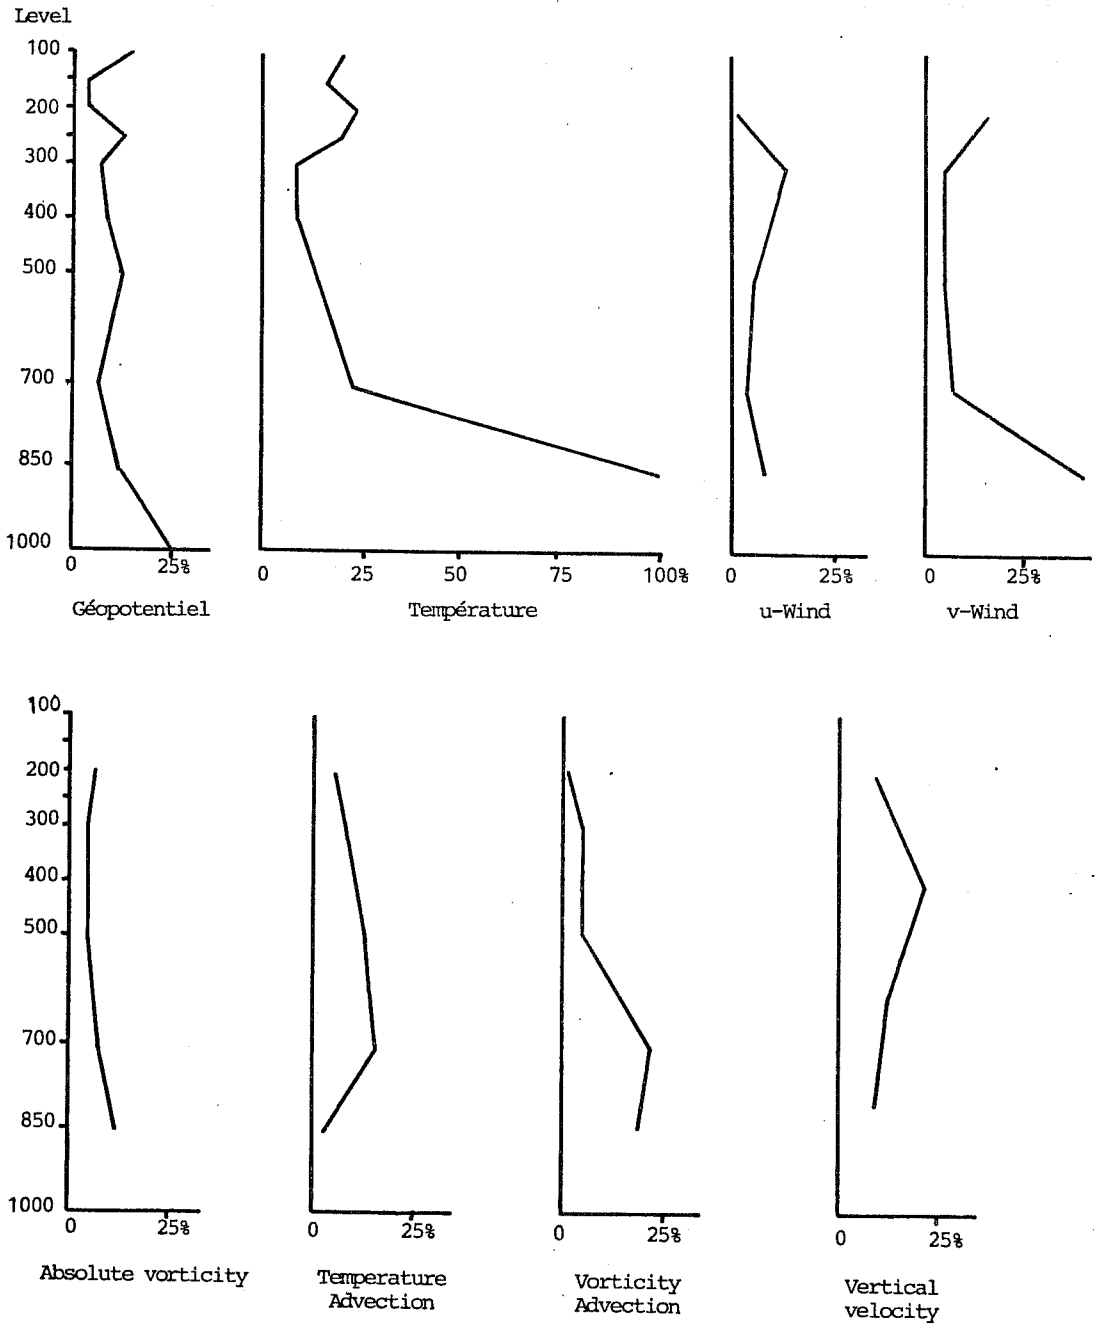 Level
100
200
300
400
500
700
850
1000
0 25%
0 25 50 75 100%
0 25%
0 25%
Géopotentiel
Température
u-Wind
v-Wind
100
200
300
400
500
700
850
1000
0 25%
0 25%
0 25%
0 25%
Absolute vorticity
Temperature
Advection
Vorticity
Advection
Vertical
velocity